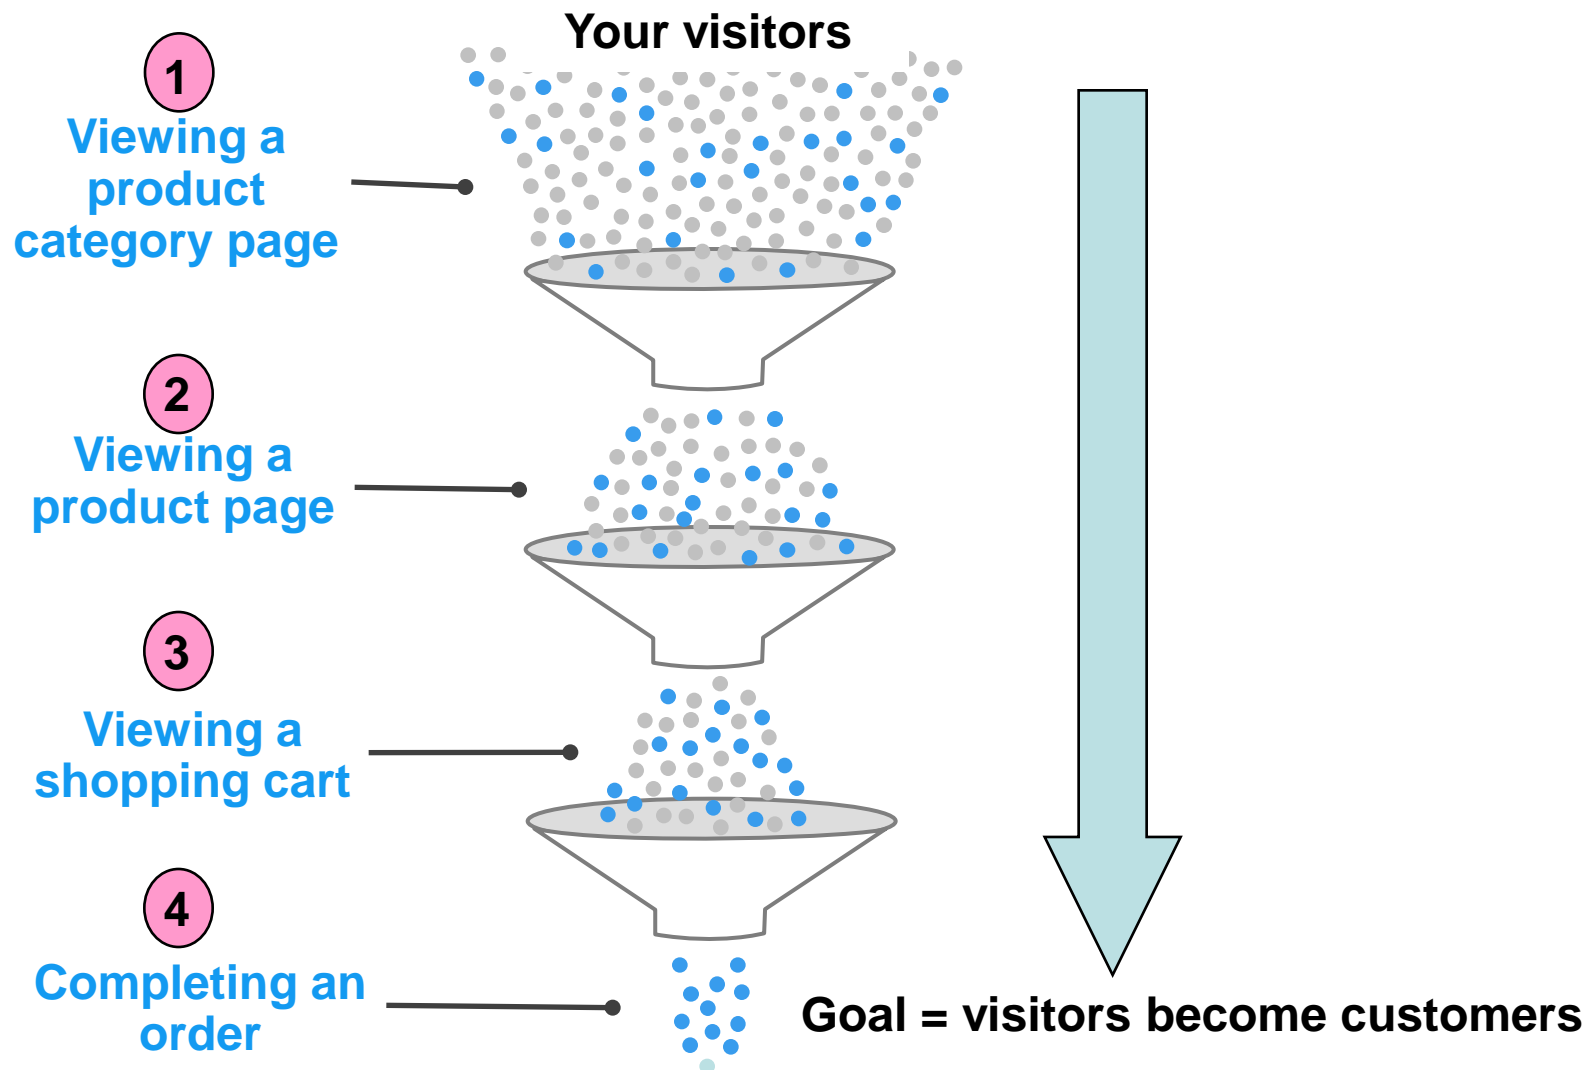 Your visitors
1
Viewing a
product
category page
2
Viewing a
product page
3
Viewing a
shopping cart
4
Completing an
order
Goal = visitors become customers